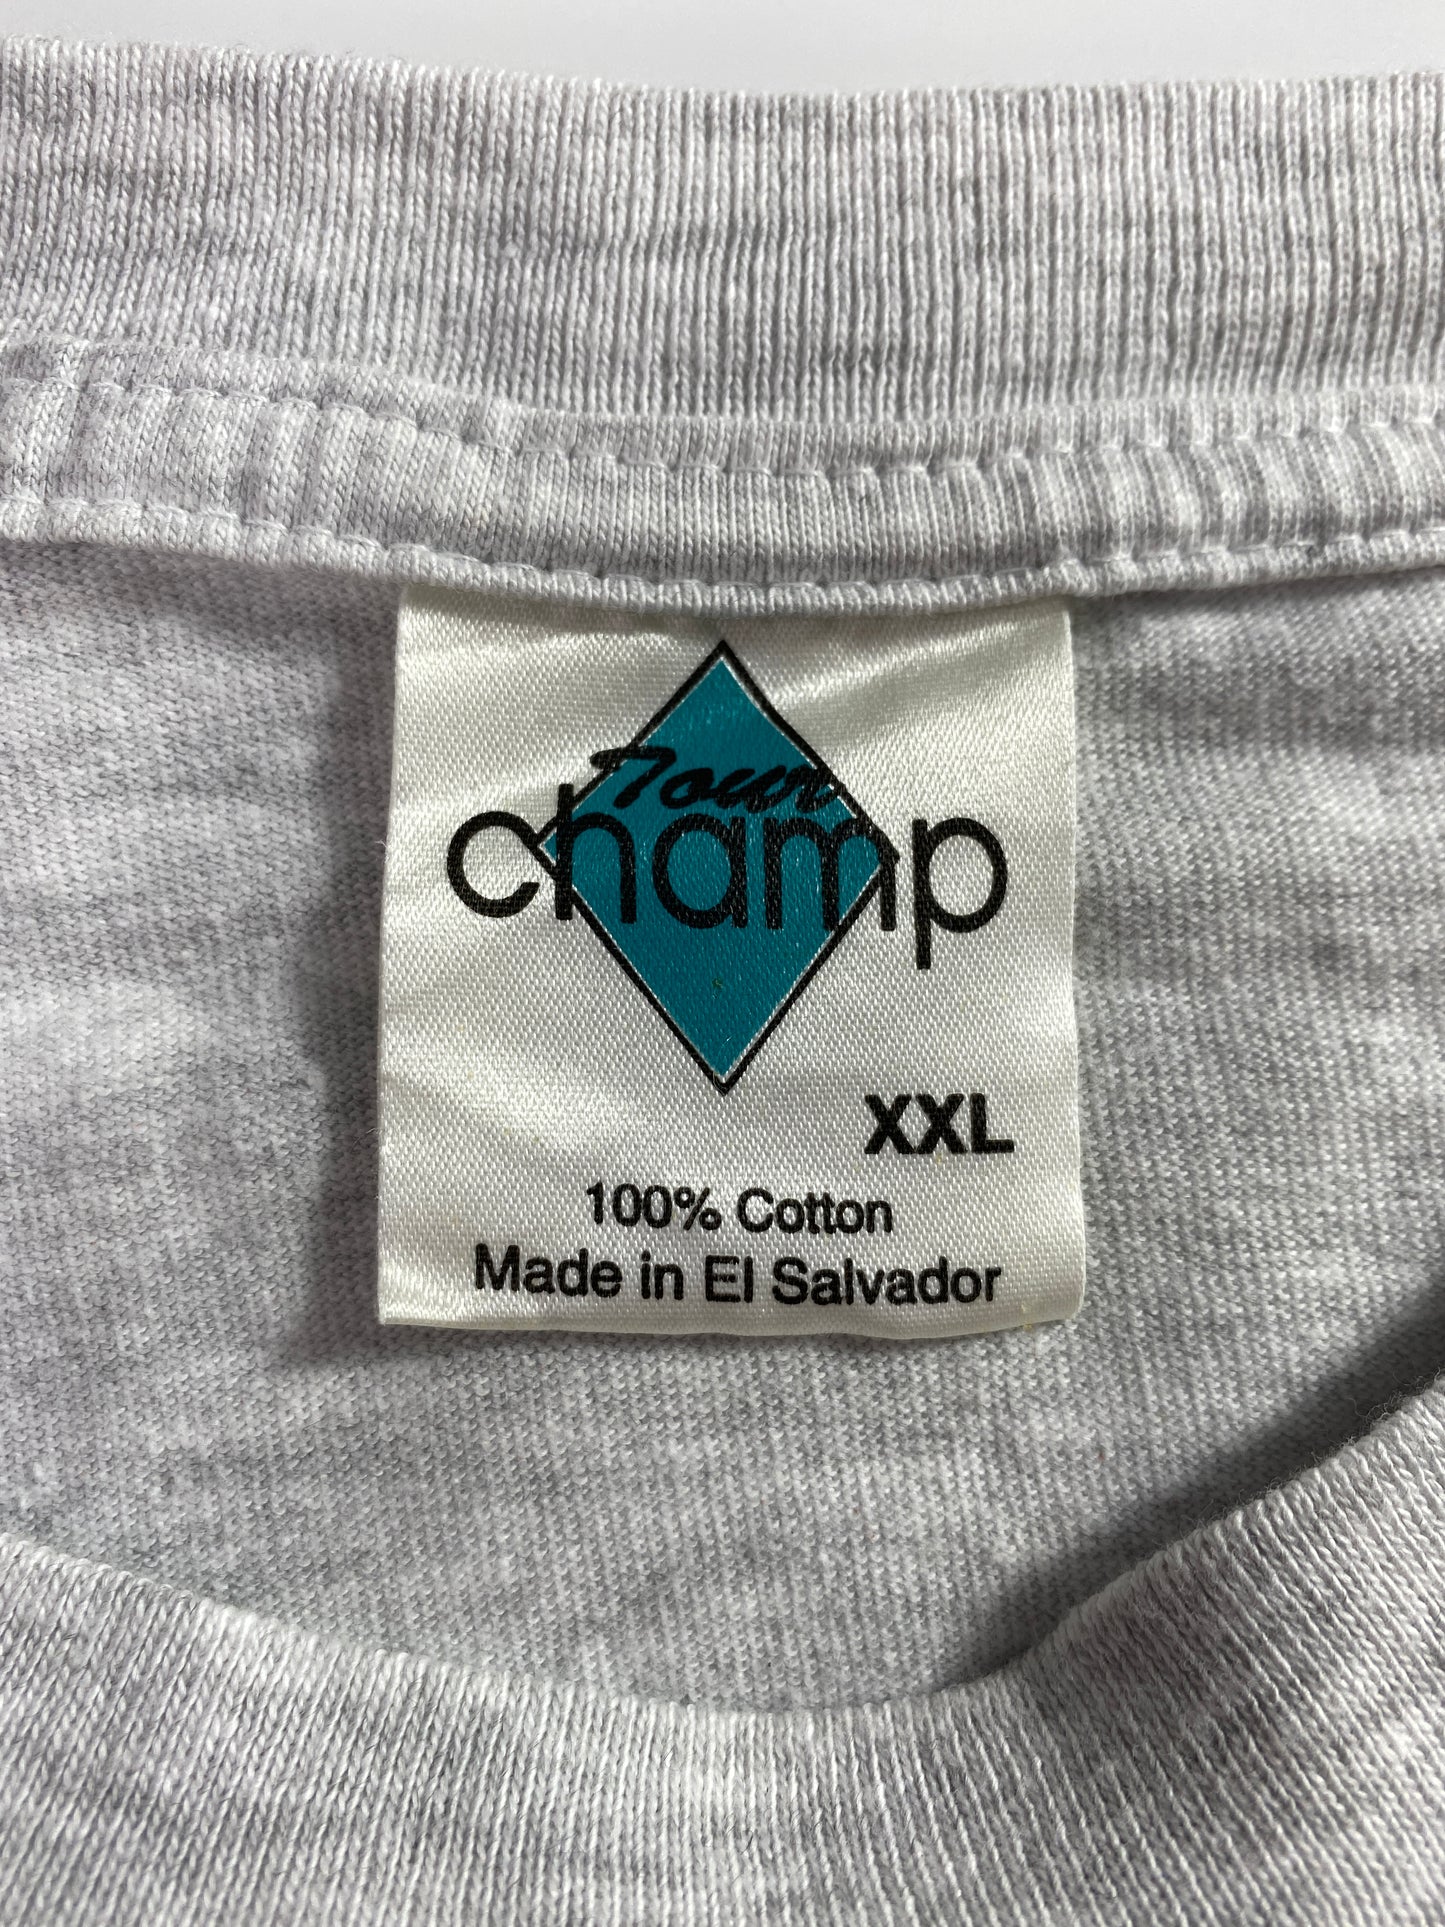 Tour
champ
XXL
100% Cotton
Made in El Salvador